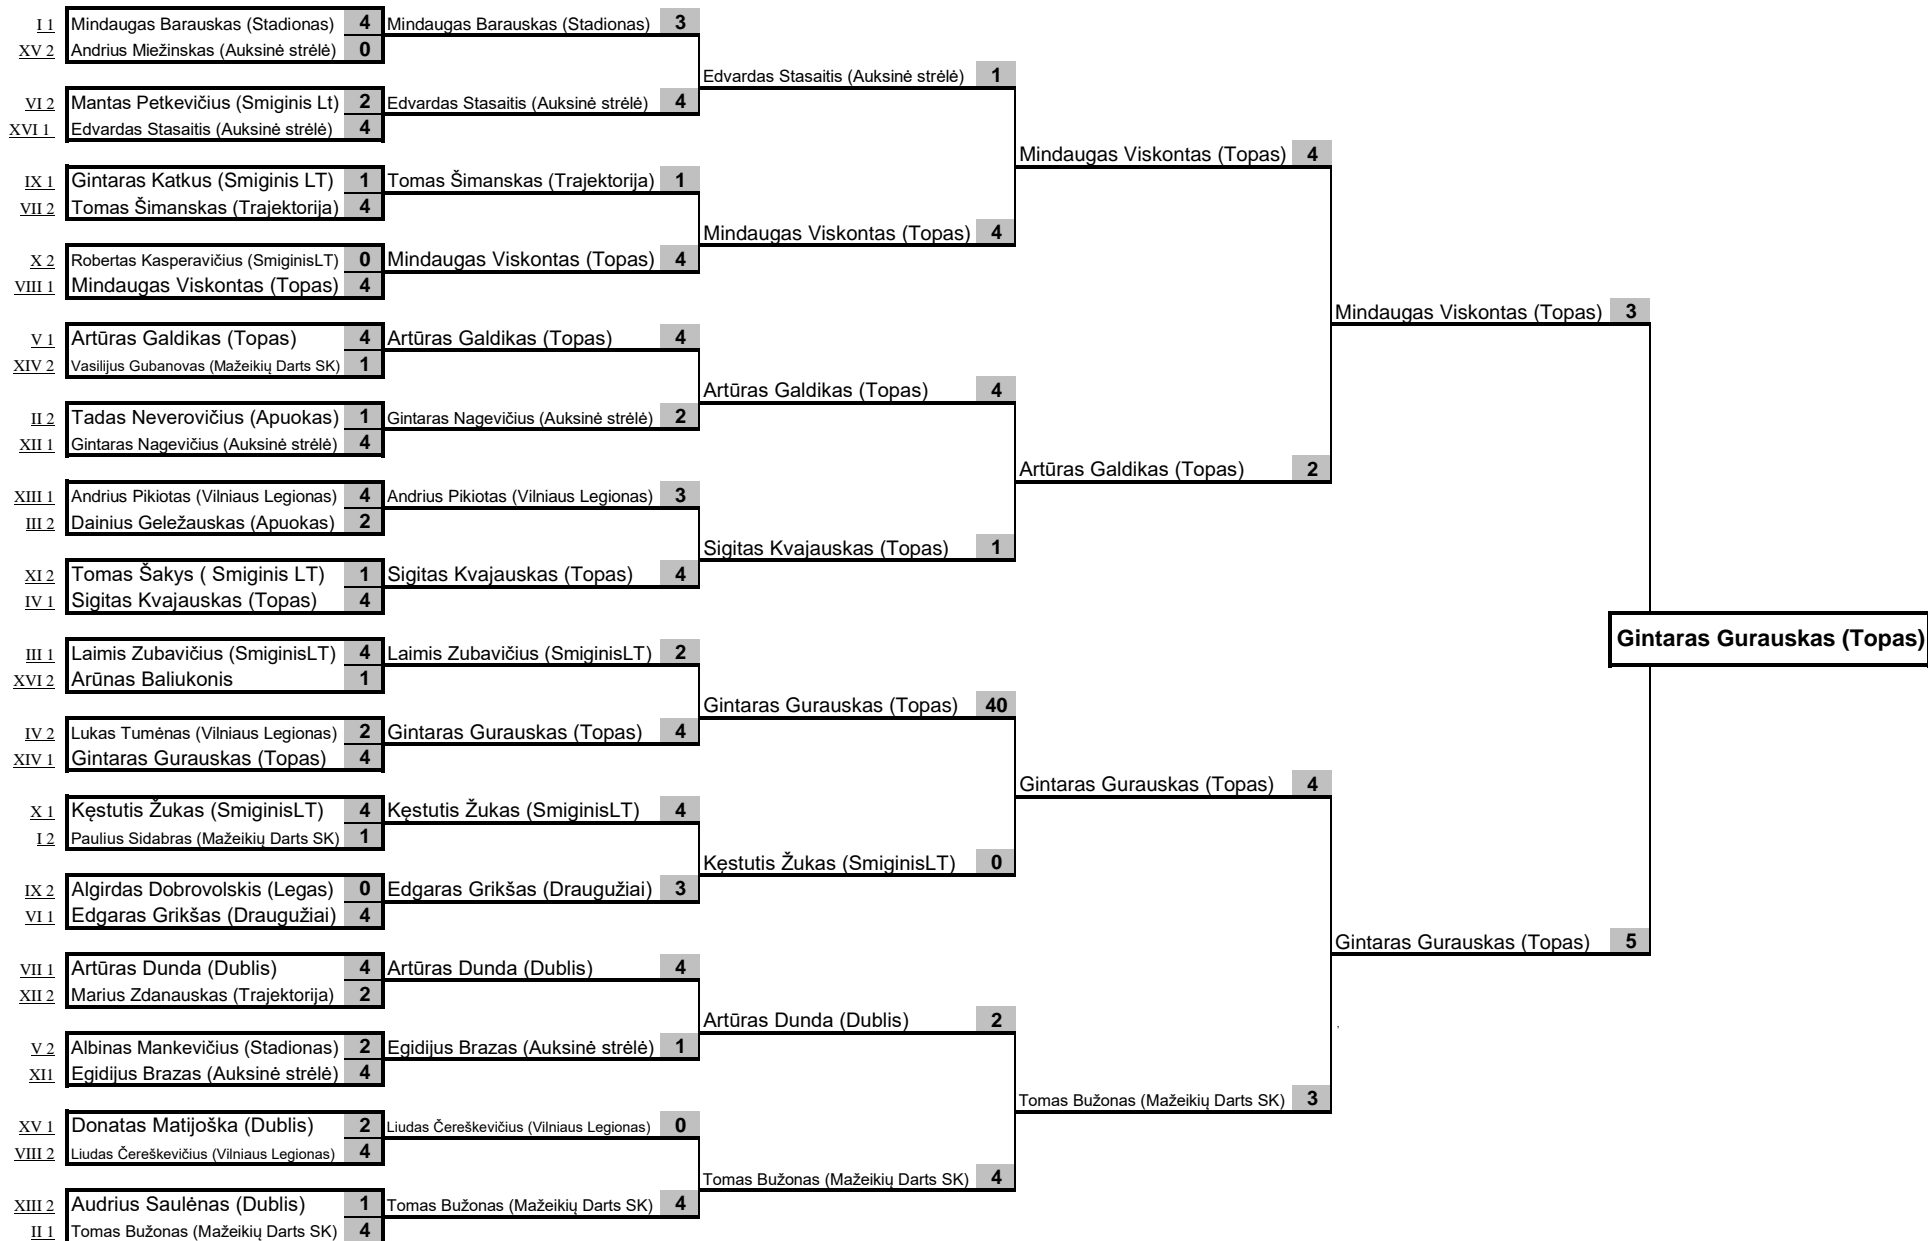 I 1 Mindaugas Barauskas (Stadionas) 4 Mindaugas Barauskas (Stadionas) 3
XV 2 Andrius Miežinskas (Auksinė strėlė) 0
Edvardas Stasaitis (Auksinė strėlė) 1
VI 2 Mantas Petkevičius (Smiginis Lt) 2 Edvardas Stasaitis (Auksinė strėlė) 4
XVI 1 Edvardas Stasaitis (Auksinė strėlė) 4
Mindaugas Viskontas (Topas) 4
IX 1 Gintaras Katkus (Smiginis LT) 1 Tomas Šimanskas (Trajektorija) 1
VII 2 Tomas Šimanskas (Trajektorija) 4
Mindaugas Viskontas (Topas) 4
X 2 Robertas Kasperavičius (SmiginisLT) 0 Mindaugas Viskontas (Topas) 4
VIII 1 Mindaugas Viskontas (Topas) 4
Mindaugas Viskontas (Topas) 3
V 1 Artūras Galdikas (Topas) 4 Artūras Galdikas (Topas) 4
XIV 2 Vasilijus Gubanovas (Mažeikių Darts SK) 1
Artūras Galdikas (Topas) 4
II 2 Tadas Neverovičius (Apuokas) 1 Gintaras Nagevičius (Auksinė strėlė) 2
XII 1 Gintaras Nagevičius (Auksinė strėlė) 4
Artūras Galdikas (Topas) 2
XIII 1 Andrius Pikiotas (Vilniaus Legionas) 4 Andrius Pikiotas (Vilniaus Legionas) 3
III 2 Dainius Geležauskas (Apuokas) 2
Sigitas Kvajauskas (Topas) 1
XI 2 Tomas Šakys ( Smiginis LT) 1 Sigitas Kvajauskas (Topas) 4
IV 1 Sigitas Kvajauskas (Topas) 4
Gintaras Gurauskas (Topas)
III 1 Laimis Zubavičius (SmiginisLT) 4 Laimis Zubavičius (SmiginisLT) 2
XVI 2 Arūnas Baliukonis 1
Gintaras Gurauskas (Topas) 40
IV 2 Lukas Tumėnas (Vilniaus Legionas) 2 Gintaras Gurauskas (Topas) 4
XIV 1 Gintaras Gurauskas (Topas) 4
Gintaras Gurauskas (Topas) 4
X 1 Kęstutis Žukas (SmiginisLT) 4 Kęstutis Žukas (SmiginisLT) 4
I 2 Paulius Sidabras (Mažeikių Darts SK) 1
Kęstutis Žukas (SmiginisLT) 0
IX 2 Algirdas Dobrovolskis (Legas) 0 Edgaras Grikšas (Draugužiai) 3
VI 1 Edgaras Grikšas (Draugužiai) 4
Gintaras Gurauskas (Topas) 5
VII 1 Artūras Dunda (Dublis) 4 Artūras Dunda (Dublis) 4
XII 2 Marius Zdanauskas (Trajektorija) 2
Artūras Dunda (Dublis) 2
V 2 Albinas Mankevičius (Stadionas) 2 Egidijus Brazas (Auksinė strėlė) 1
XI1 Egidijus Brazas (Auksinė strėlė) 4
Tomas Bužonas (Mažeikių Darts SK) 3
XV 1 Donatas Matijoška (Dublis) 2 Liudas Čereškevičius (Vilniaus Legionas) 0
VIII 2 Liudas Čereškevičius (Vilniaus Legionas) 4
Tomas Bužonas (Mažeikių Darts SK) 4
XIII 2 Audrius Saulėnas (Dublis) 1 Tomas Bužonas (Mažeikių Darts SK) 4
II 1 Tomas Bužonas (Mažeikių Darts SK) 4